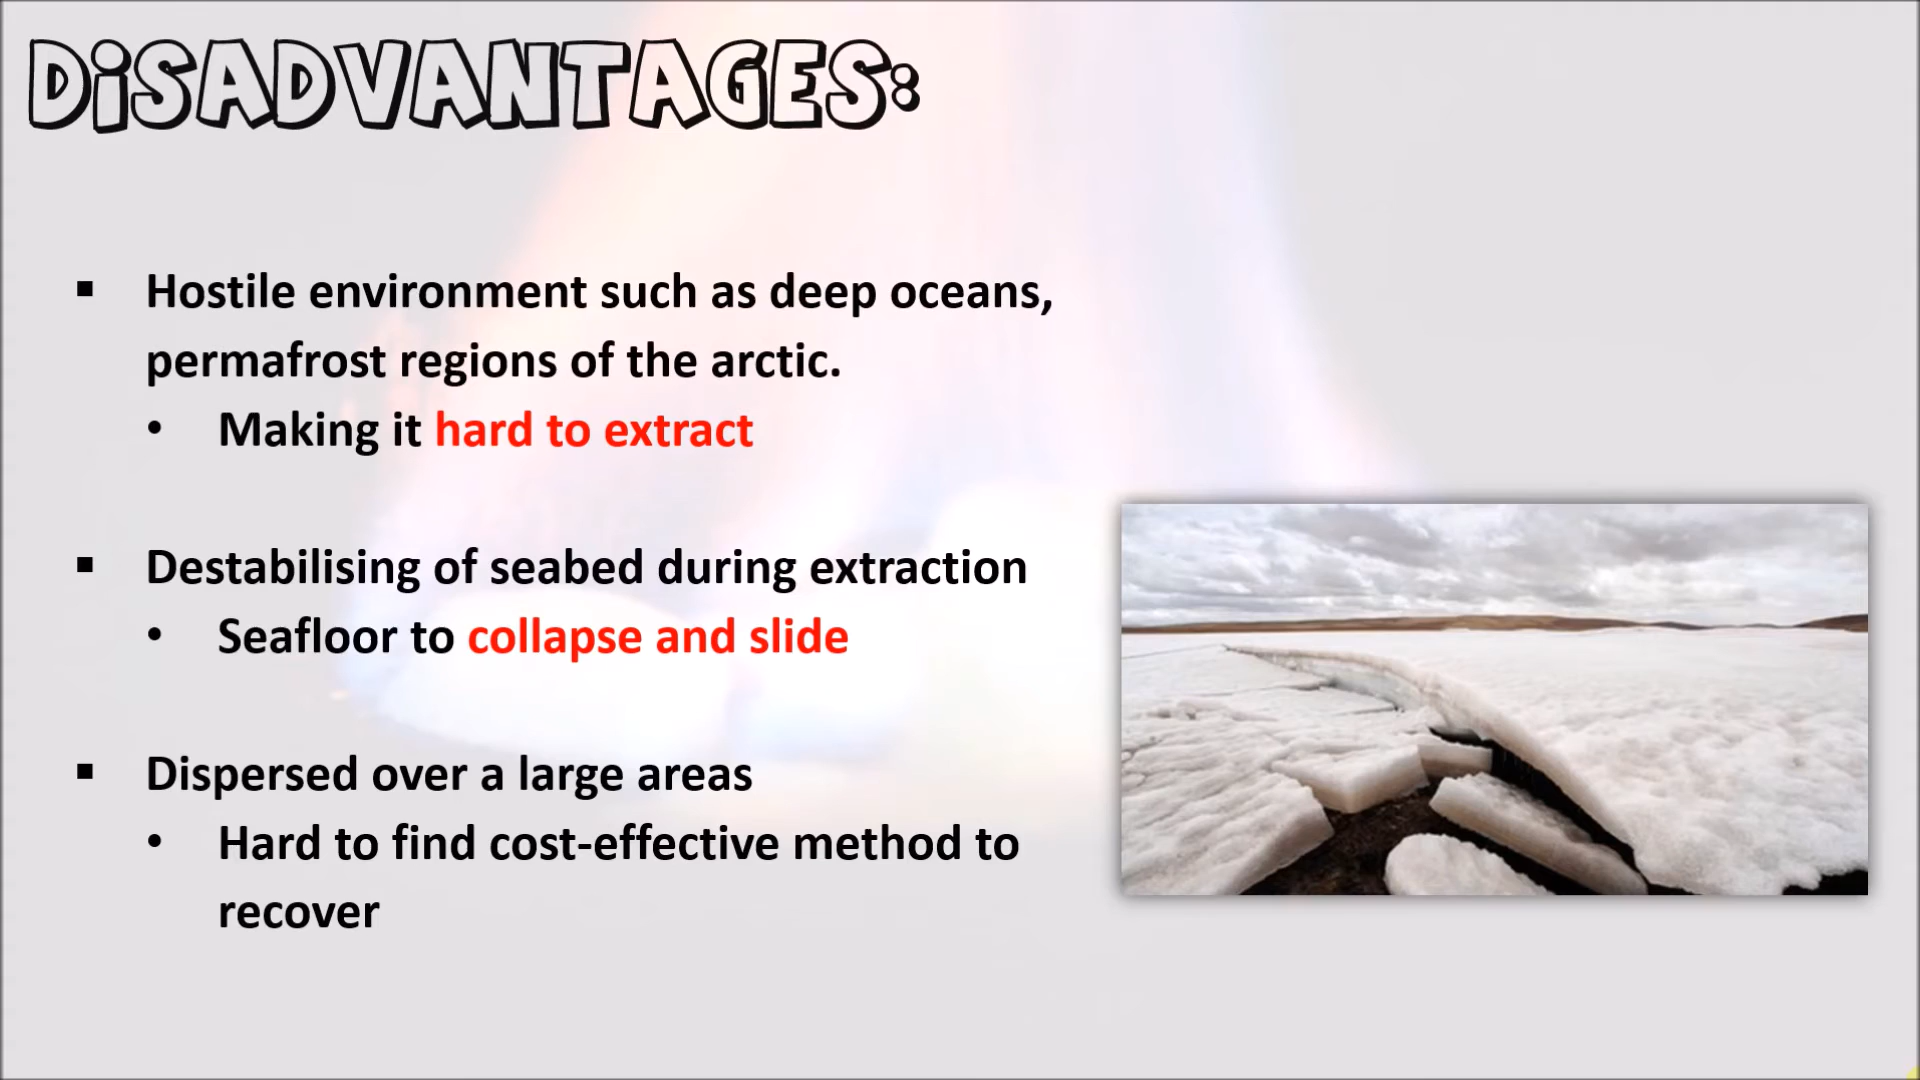 DiSADVANTAGES:
▪ Hostile environment such as deep oceans,
permafrost regions of the arctic.
• Making it hard to extract
▪ Destabilising of seabed during extraction
• Seafloor to collapse and slide
▪ Dispersed over a large areas
• Hard to find cost-effective method to
recover